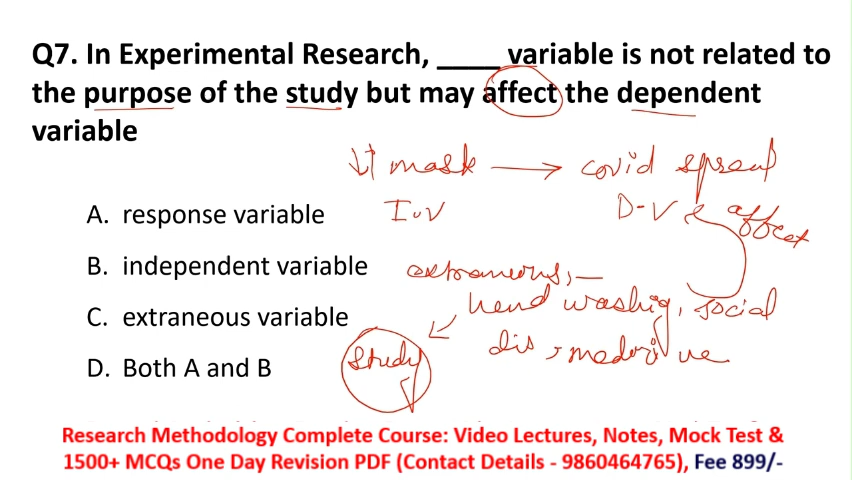 Q7. In Experimental Research, ____ variable is not related to
the purpose of the study but may affect the dependent
variable
mask → covid spread
A. response variable
I.V
D-V
affect
B. independent variable
extraneous, —
hand washing, social
C. extraneous variable
dis,
study
D. Both A and B
Research Methodology Complete Course: Video Lectures, Notes, Mock Test &
1500+ MCQs One Day Revision PDF (Contact Details - 9860464765), Fee 899/-